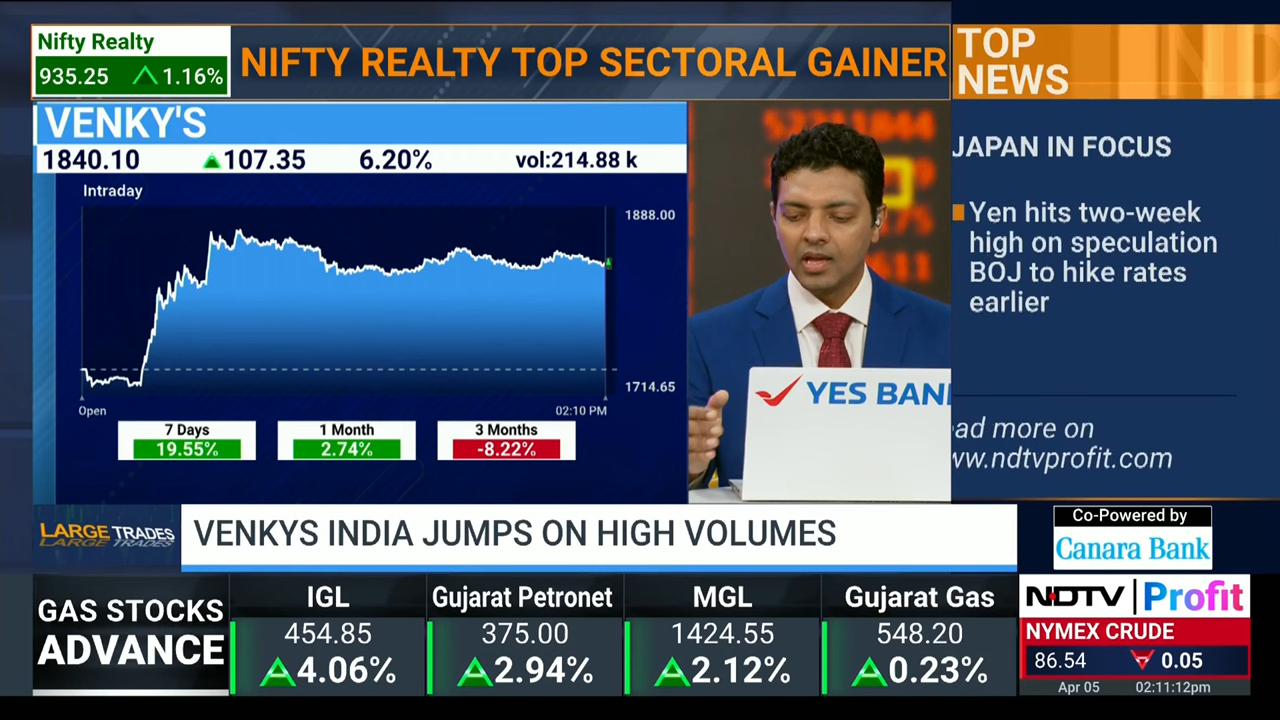 Nifty Realty
935.25 1.16%
NIFTY REALTY TOP SECTORAL GAINER
TOP
NEWS
VENKY'S
1840.10 107.35 6.20% vol:214.88 k
Intraday
1888.00
1714.65
Open 02:10 PM
7 Days
19.55%
1 Month
2.74%
3 Months
-8.22%
YES BAN
JAPAN IN FOCUS
Yen hits two-week
high on speculation
BOJ to hike rates
earlier
ead more on
ww.ndtvprofit.com
LARGE TRADES
VENKYS INDIA JUMPS ON HIGH VOLUMES
Co-Powered by
Canara Bank
GAS STOCKS
ADVANCE
IGL
454.85
4.06%
Gujarat Petronet
375.00
2.94%
MGL
1424.55
2.12%
Gujarat Gas
548.20
0.23%
NDTV Profit
NYMEX CRUDE
86.54 0.05
Apr 05 02:11:12pm